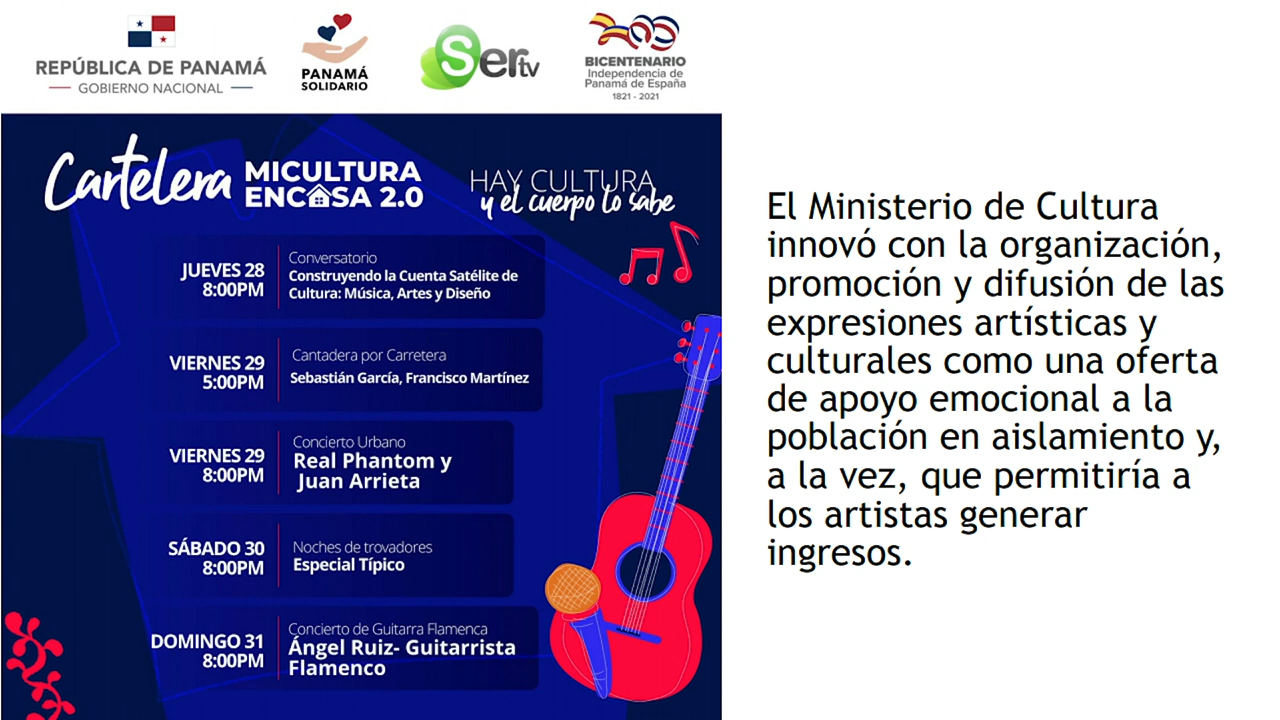 REPÚBLICA DE PANAMÁ
GOBIERNO NACIONAL
PANAMÁ
SOLIDARIO
Sertv
BICENTENARIO
Independencia de
Panamá de España
1821 - 2021
Cartelera MICULTURA
ENCASA 2.0
HAY CULTURA
y el cuerpo lo sabe
JUEVES 28
8:00PM
Conversatorio
Construyendo la Cuenta Satélite de
Cultura: Música, Artes y Diseño
VIERNES 29
5:00PM
Cantadera por Carretera
Sebastián García, Francisco Martínez
VIERNES 29
8:00PM
Concierto Urbano
Real Phantom y
Juan Arrieta
SÁBADO 30
8:00PM
Noches de trovadores
Especial Típico
DOMINGO 31
8:00PM
Concierto de Guitarra Flamenca
Ángel Ruiz- Guitarrista
Flamenco
El Ministerio de Cultura
innovó con la organización,
promoción y difusión de las
expresiones artísticas y
culturales como una oferta
de apoyo emocional a la
población en aislamiento y,
a la vez, que permitiría a
los artistas generar
ingresos.